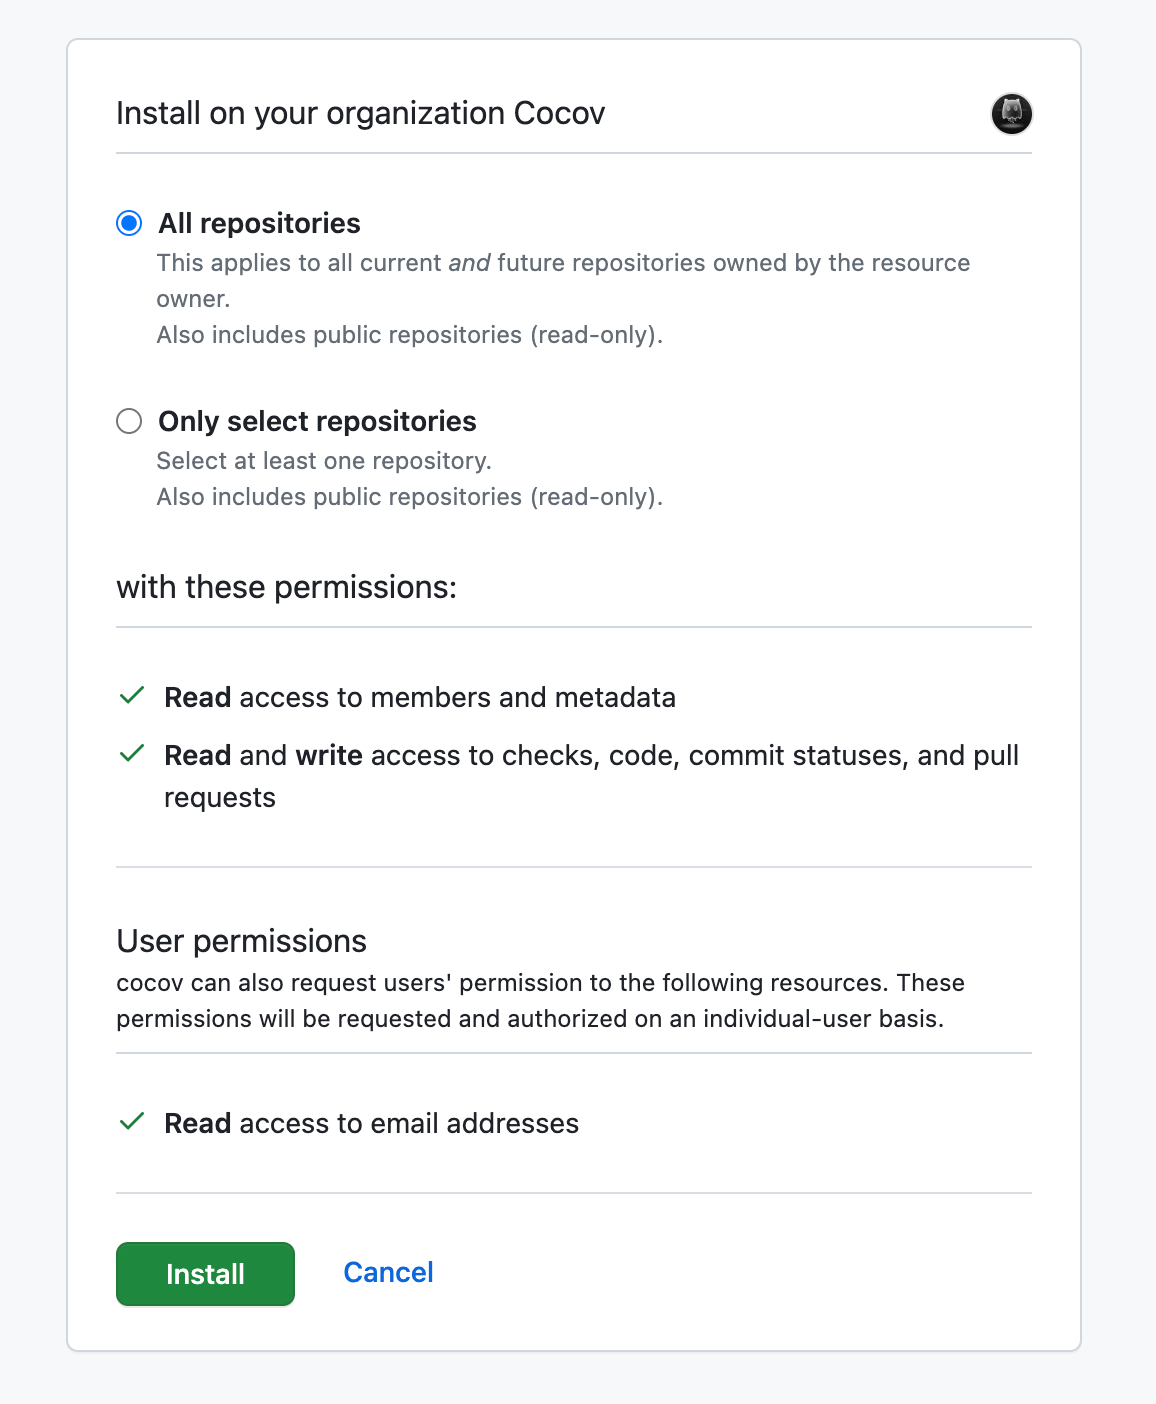 Install on your organization Cocov
All repositories
This applies to all current and future repositories owned by the resource
owner.
Also includes public repositories (read-only).
Only select repositories
Select at least one repository.
Also includes public repositories (read-only).
with these permissions:
Read access to members and metadata
Read and write access to checks, code, commit statuses, and pull
requests
User permissions
cocov can also request users' permission to the following resources. These
permissions will be requested and authorized on an individual-user basis.
Read access to email addresses
Install Cancel